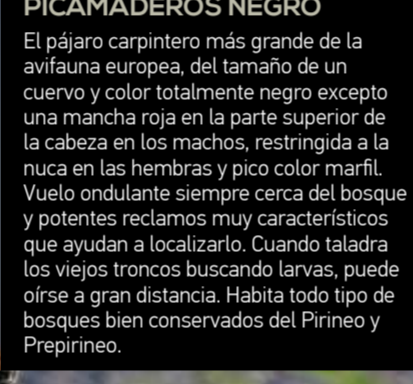 PICAMADEROS NEGRO
El pájaro carpintero más grande de la
avifauna europea, del tamaño de un
cuervo y color totalmente negro excepto
una mancha roja en la parte superior de
la cabeza en los machos, restringida a la
nuca en las hembras y pico color marfil.
Vuelo ondulante siempre cerca del bosque
y potentes reclamos muy característicos
que ayudan a localizarlo. Cuando taladra
los viejos troncos buscando larvas, puede
oírse a gran distancia. Habita todo tipo de
bosques bien conservados del Pirineo y
Prepirineo.